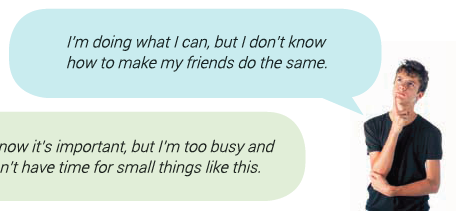 I'm doing what I can, but I don't know
how to make my friends do the same.
now it's important, but I'm too busy and
n't have time for small things like this.